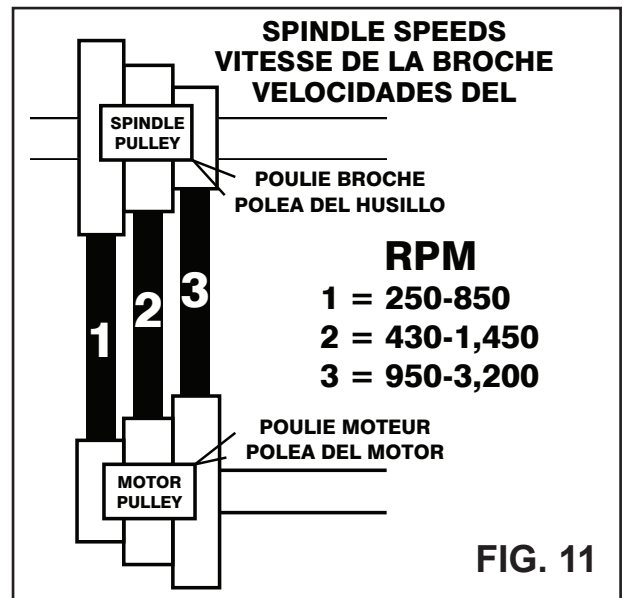 SPINDLE SPEEDS
VITESSE DE LA BROCHE
VELOCIDADES DEL
SPINDLE
PULLEY
POULIE BROCHE
POLEA DEL HUSILLO
1
2
3
RPM
1 = 250-850
2 = 430-1,450
3 = 950-3,200
POULIE MOTEUR
POLEA DEL MOTOR
MOTOR
PULLEY
FIG. 11